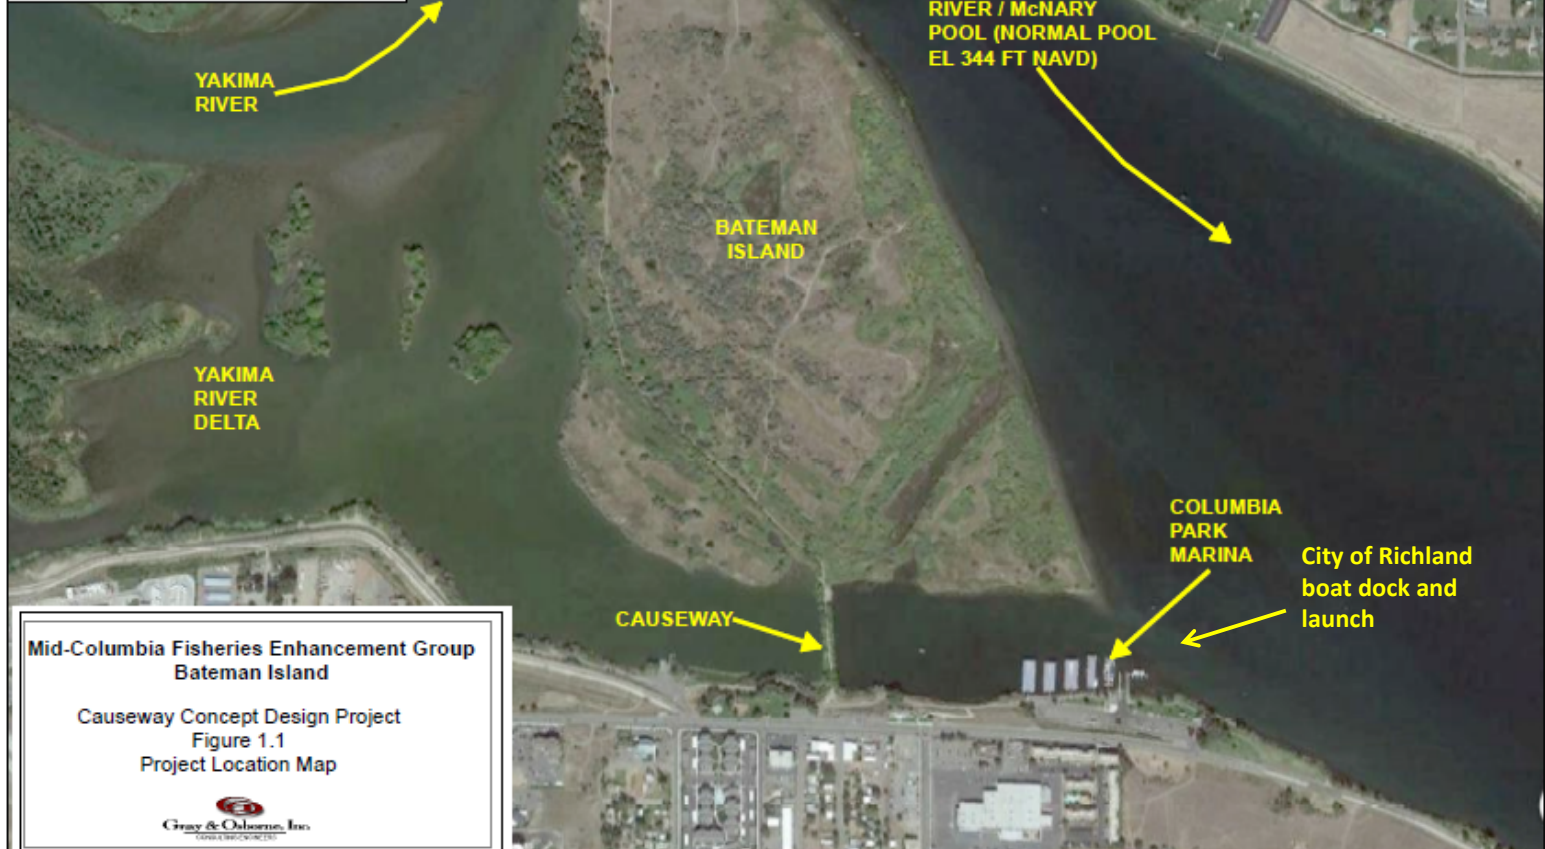 RIVER / McNARY
POOL (NORMAL POOL
EL 344 FT NAVD)
YAKIMA
RIVER
BATEMAN
ISLAND
YAKIMA
RIVER
DELTA
COLUMBIA
PARK
MARINA
City of Richland
boat dock and
launch
CAUSEWAY
Mid-Columbia Fisheries Enhancement Group
Bateman Island
Causeway Concept Design Project
Figure 1.1
Project Location Map
Gray & Osborne, Inc.
CONSULTING ENGINEERS